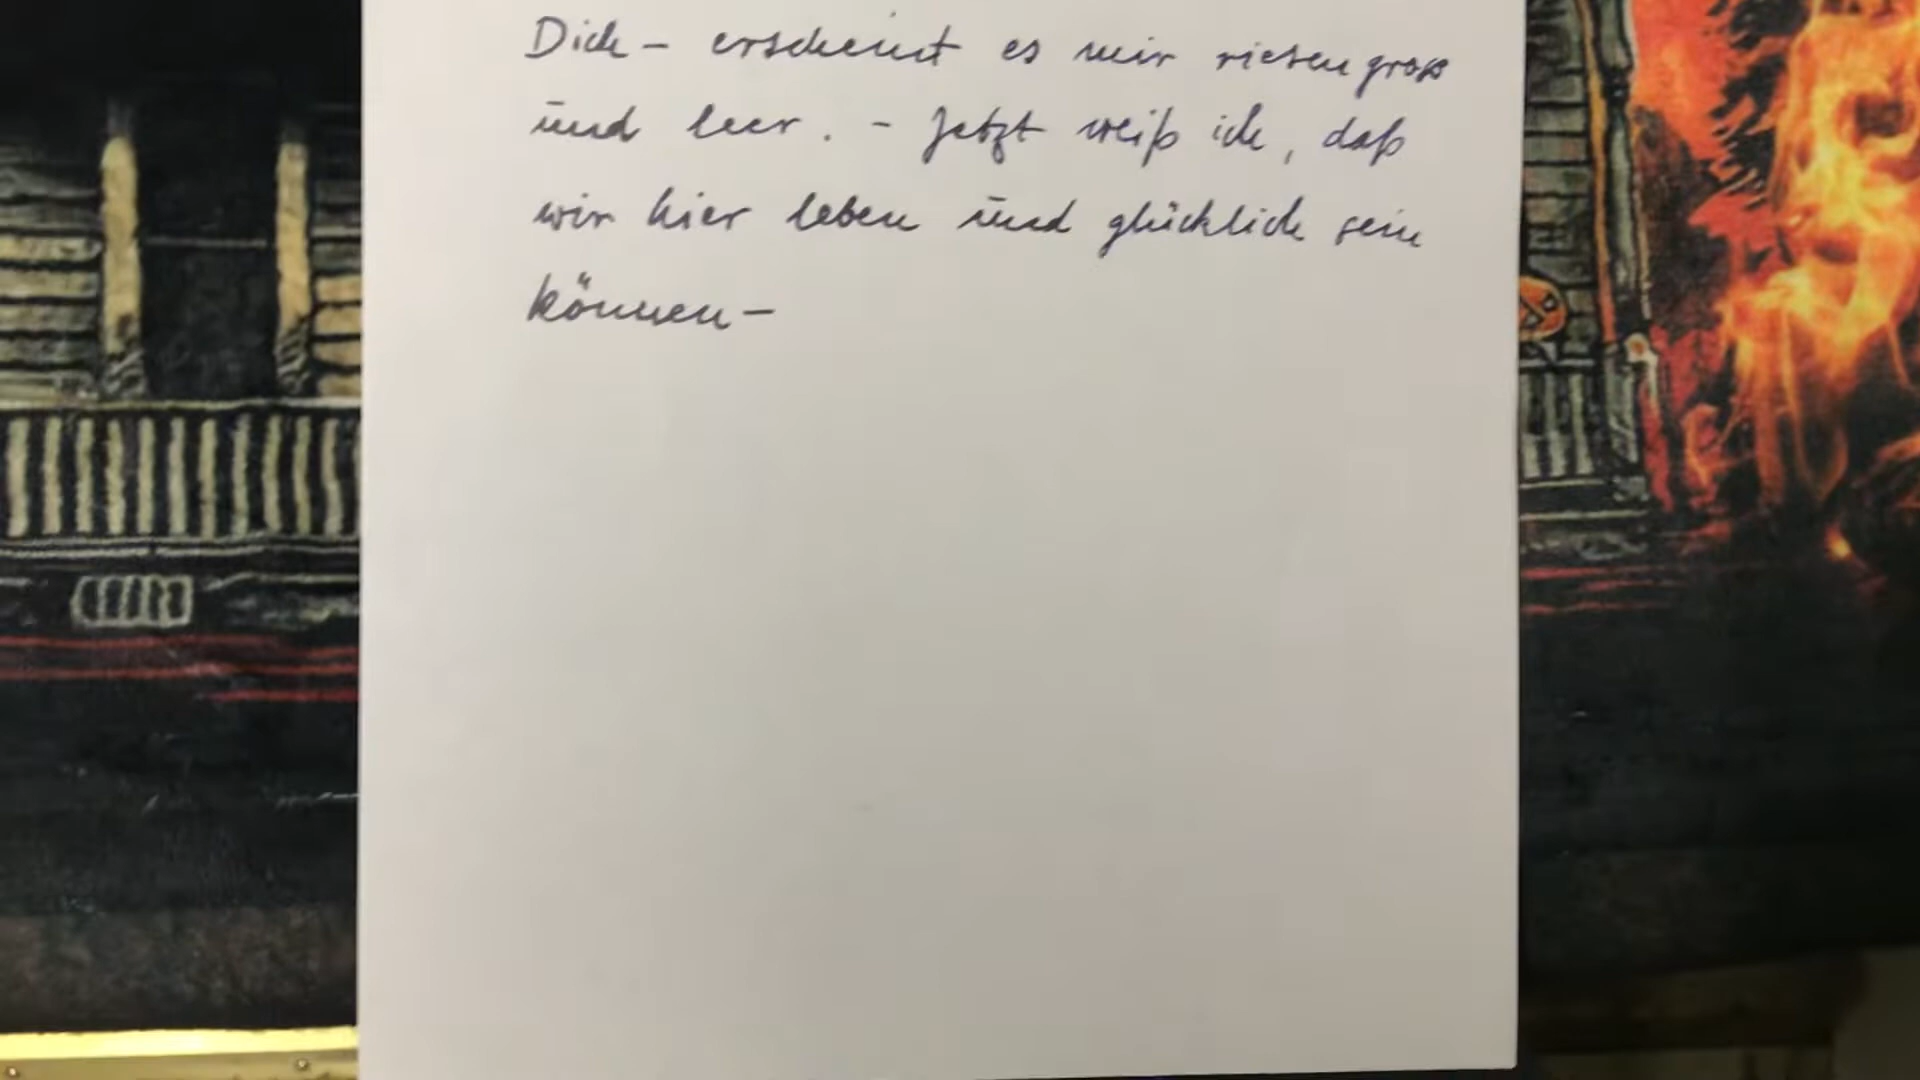 Dich – erscheint es mir riesengross
und leer. – Jetzt weiß ich, daß
wir hier leben und glücklich sein
können –